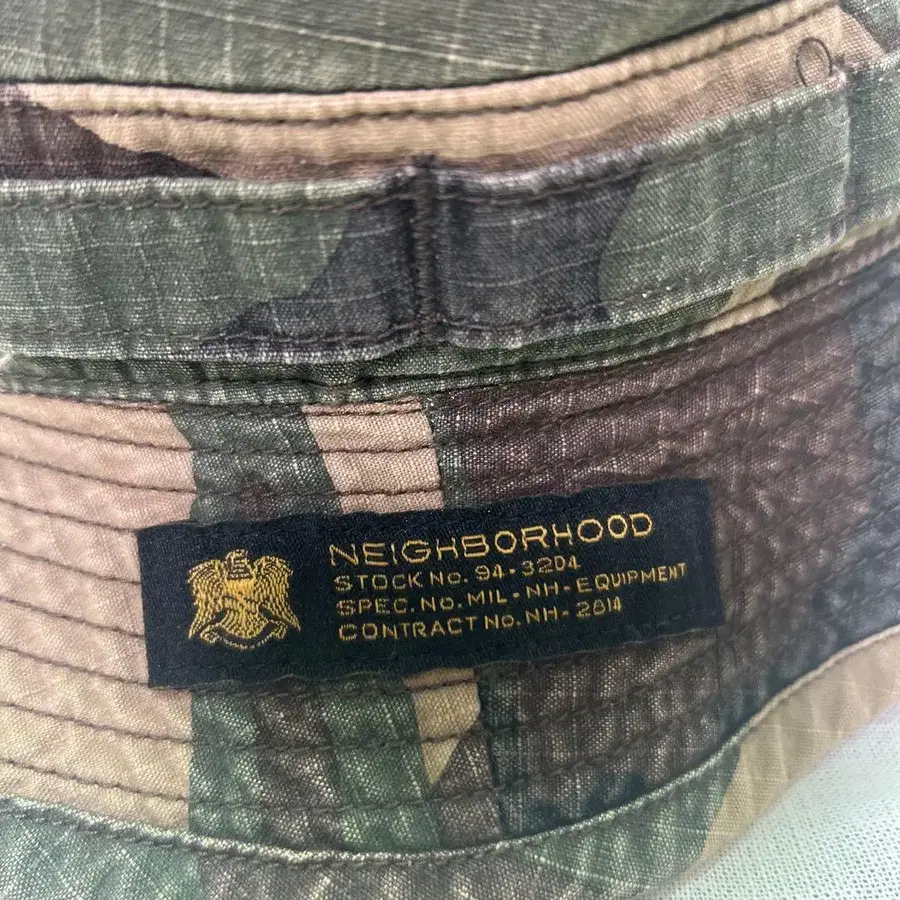 NEIGHBORHOOD
STOCK No. 94-3204
SPEC. No. MIL-NH-EQUIPMENT
CONTRACT No. NH-2814